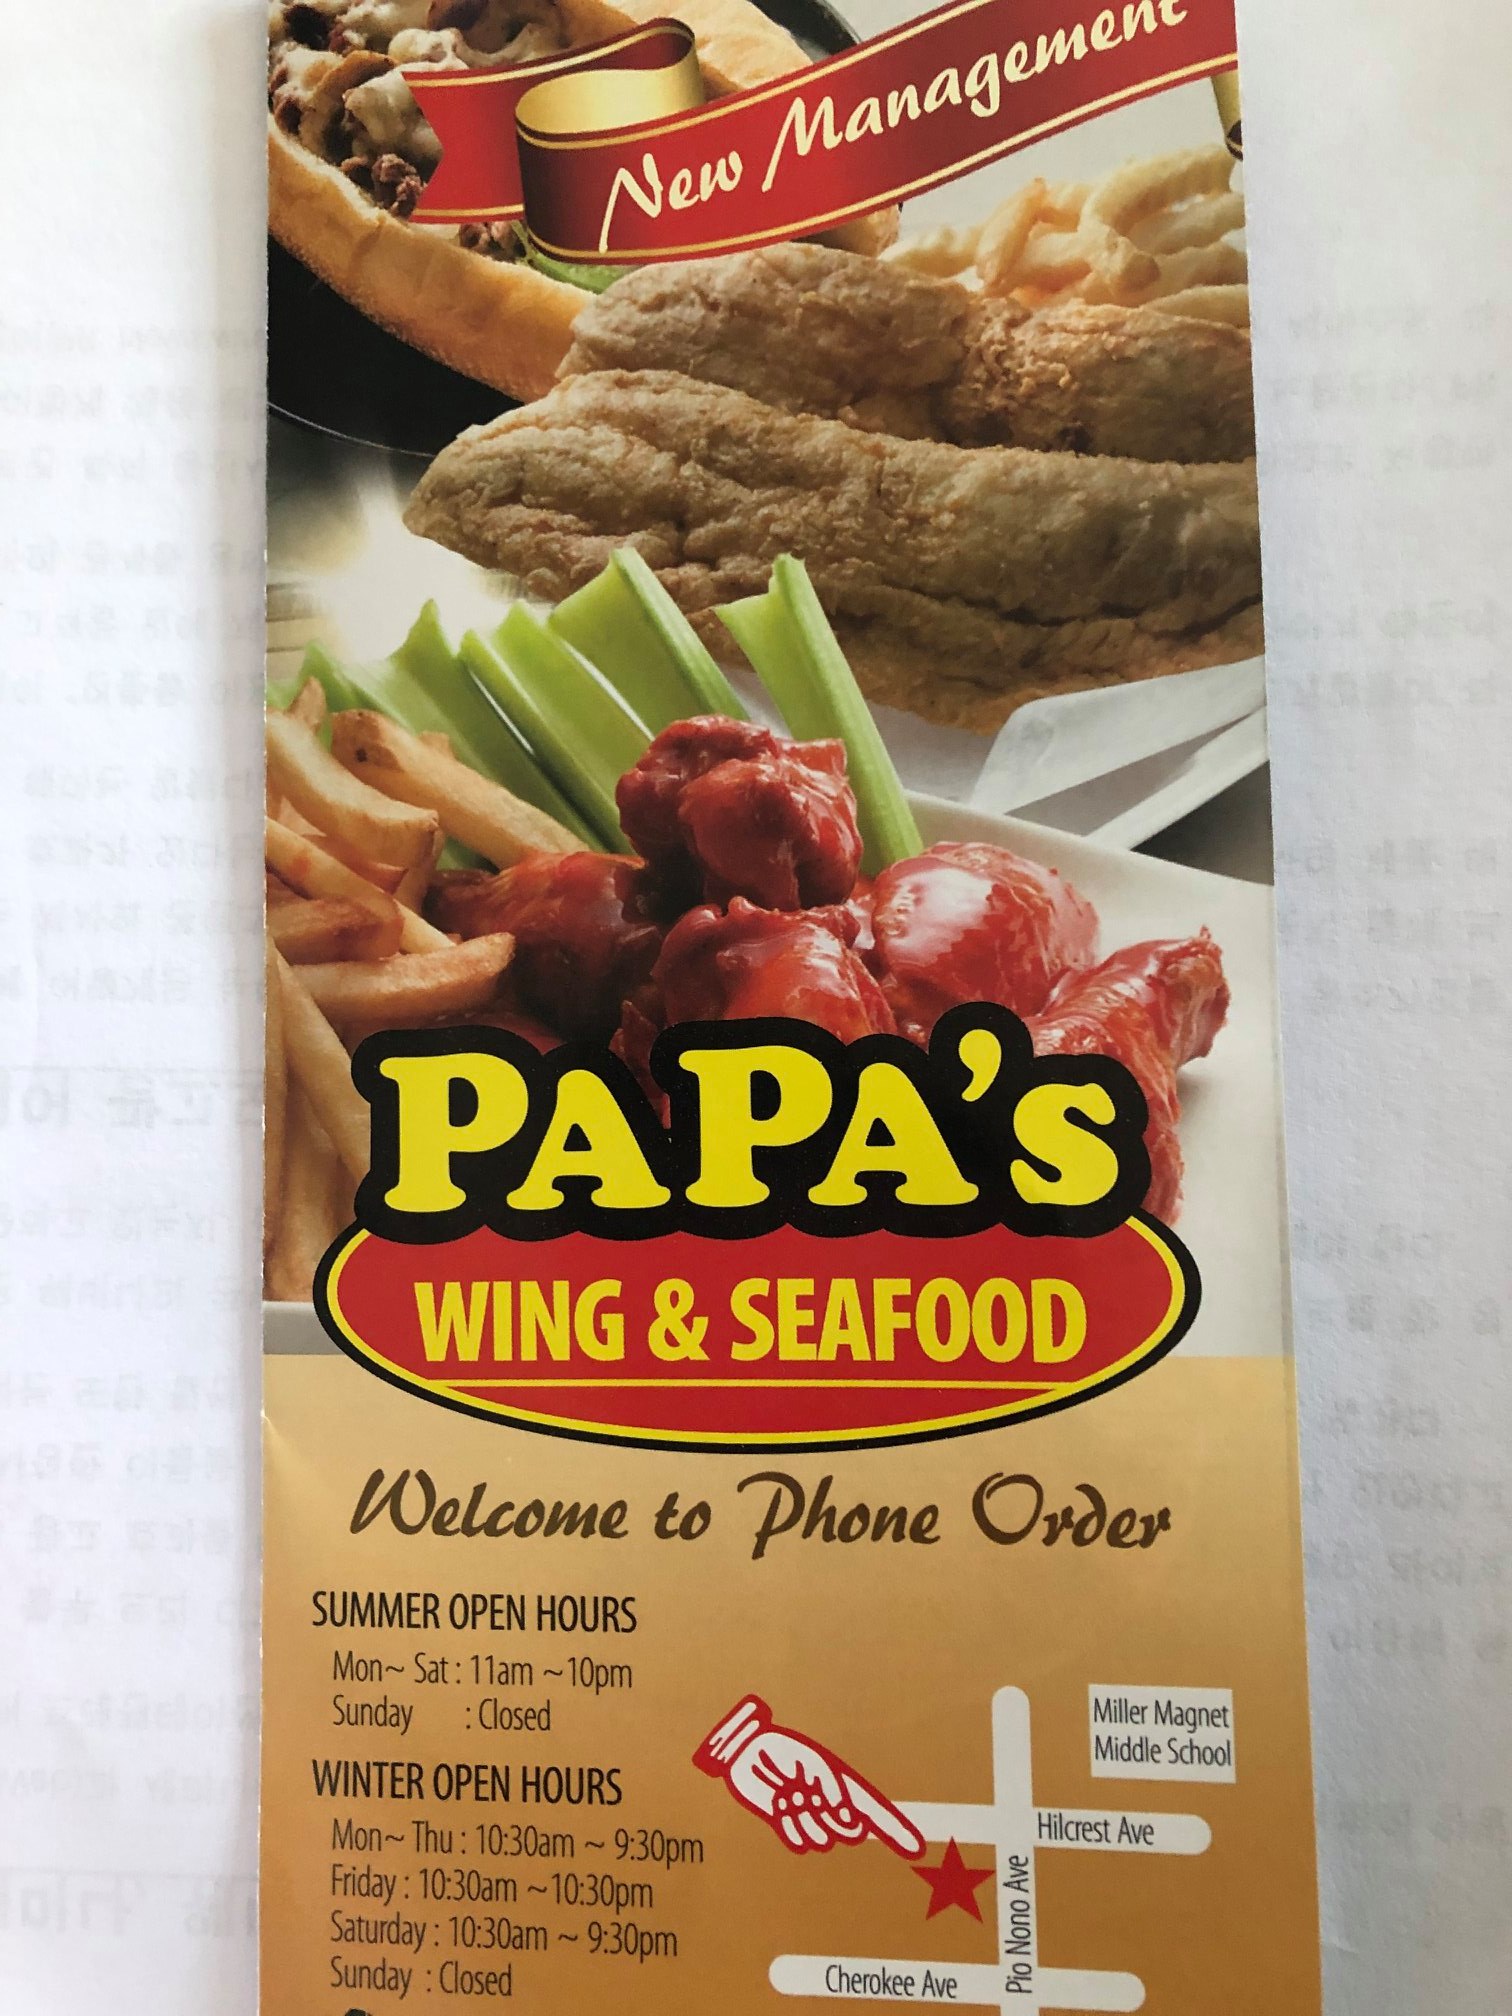 New Management
PAPA's
WING & SEAFOOD
Welcome to Phone Order
SUMMER OPEN HOURS
Mon~ Sat : 11am ~10pm
Sunday : Closed
WINTER OPEN HOURS
Mon~ Thu : 10:30am ~ 9:30pm
Friday : 10:30am ~10:30pm
Saturday : 10:30am ~ 9:30pm
Sunday : Closed
Miller Magnet
Middle School
Hilcrest Ave
Pio Nono Ave
Cherokee Ave